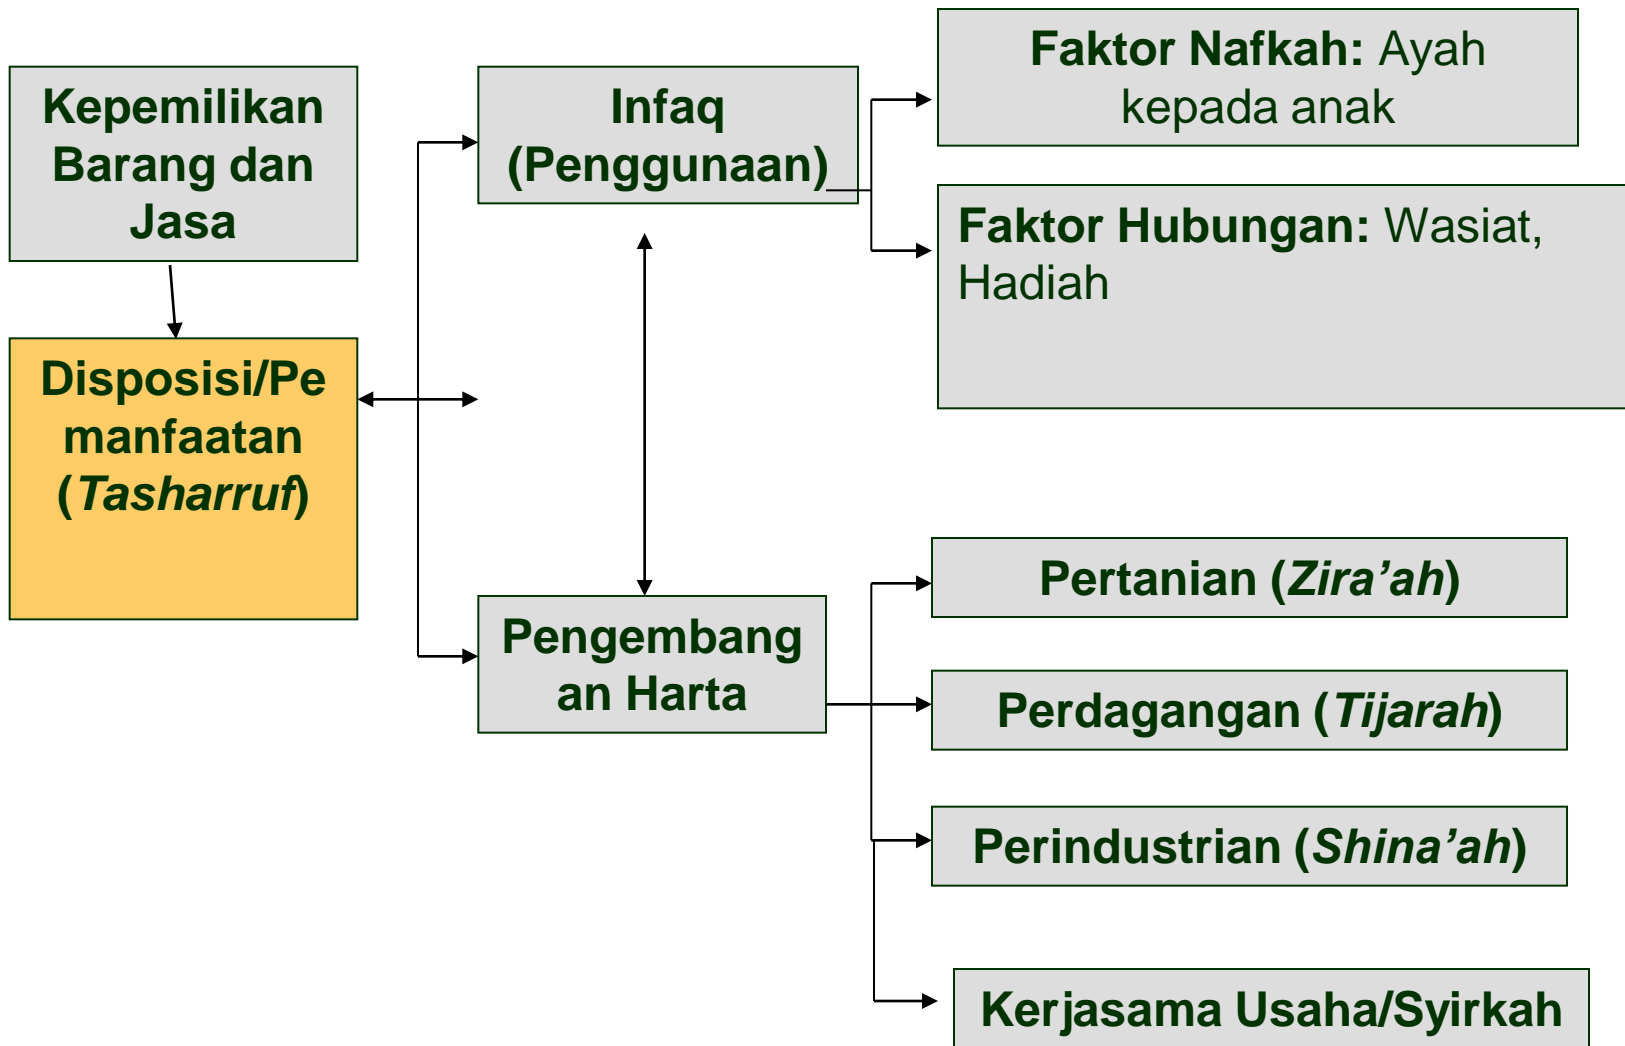 Kepemilikan
Barang dan
Jasa
Disposisi/Pe
manfaatan
(Tasharruf)
Infaq
(Penggunaan)
Faktor Nafkah: Ayah
kepada anak
Faktor Hubungan: Wasiat,
Hadiah
Pengembang
an Harta
Pertanian (Zira’ah)
Perdagangan (Tijarah)
Perindustrian (Shina’ah)
Kerjasama Usaha/Syirkah